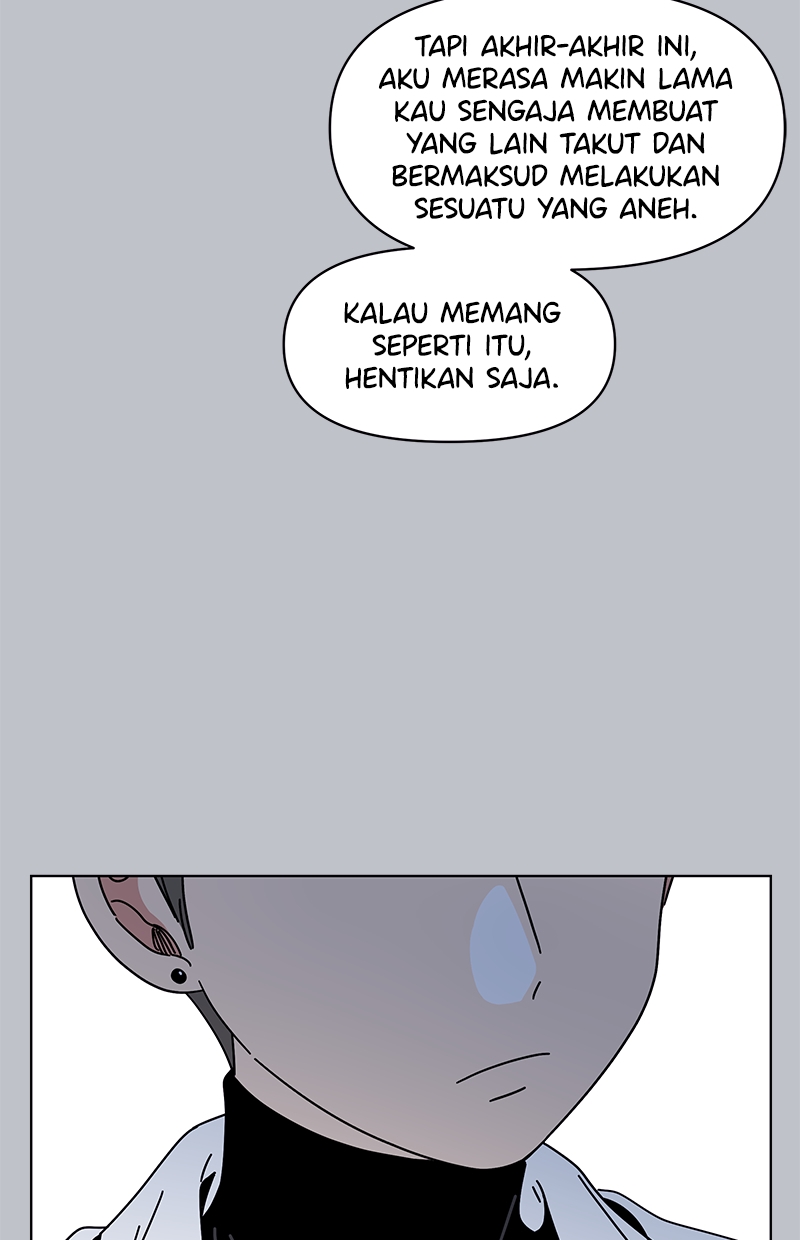 TAPI AKHIR-AKHIR INI,
AKU MERASA MAKIN LAMA
KAU SENGAJA MEMBUAT
YANG LAIN TAKUT DAN
BERMAKSUD MELAKUKAN
SESUATU YANG ANEH.
KALAU MEMANG
SEPERTI ITU,
HENTIKAN SAJA.